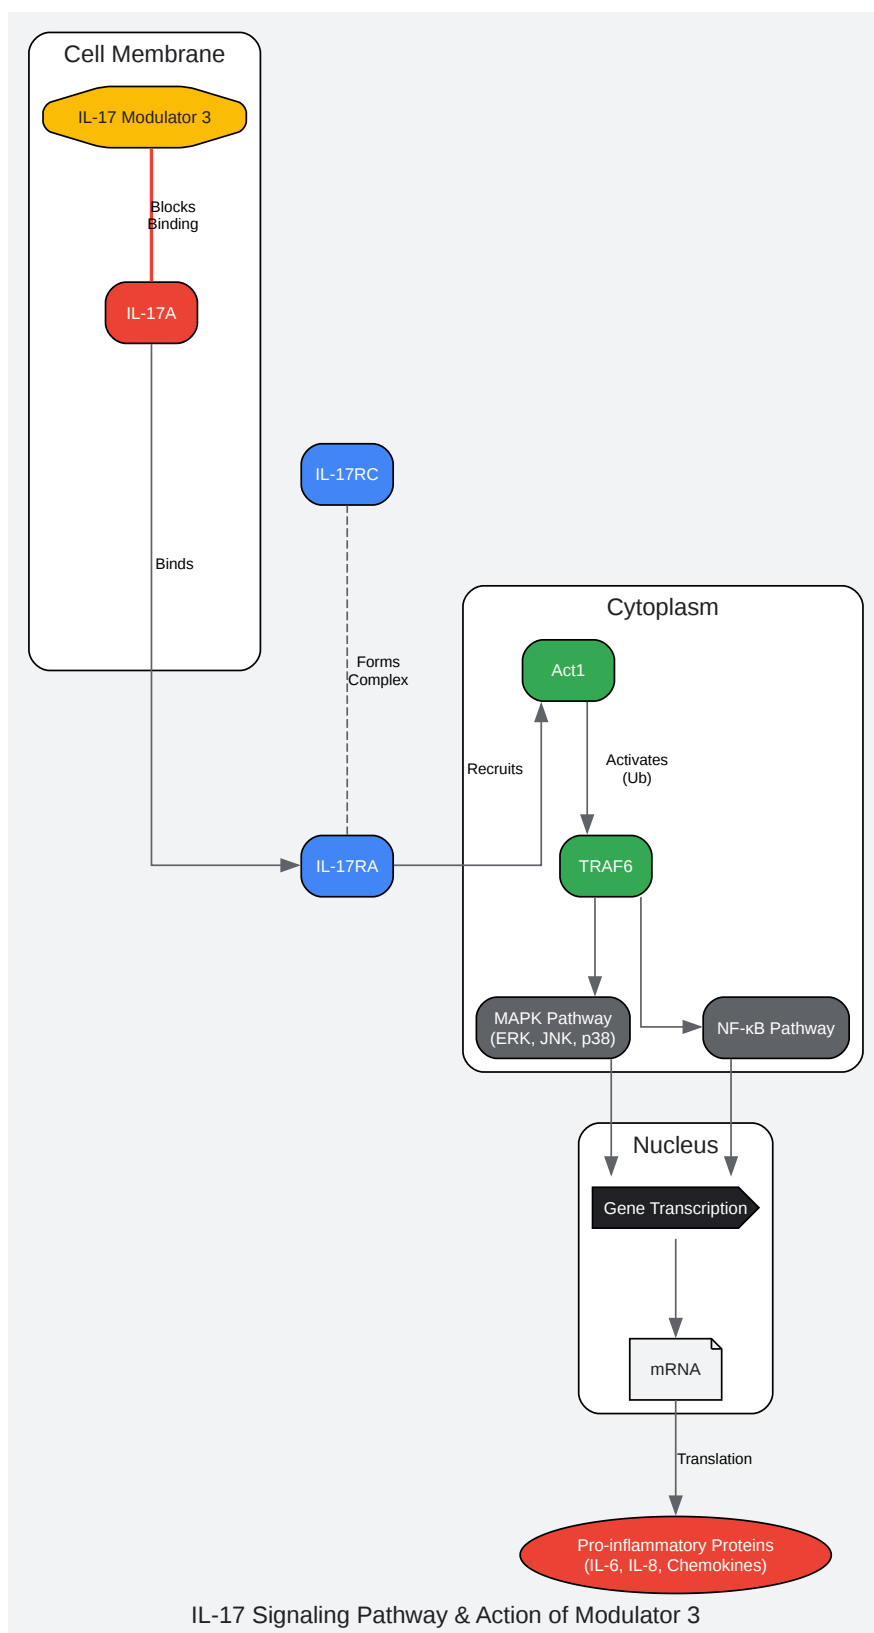 Cell Membrane
IL-17 Modulator 3
Blocks
Binding
IL-17A
IL-17RC
Binds
Forms
Complex
IL-17RA
Cytoplasm
Act1
Recruits
Activates
(Ub)
TRAF6
MAPK Pathway
(ERK, JNK, p38)
NF-κB Pathway
Nucleus
Gene Transcription
mRNA
Translation
Pro-inflammatory Proteins
(IL-6, IL-8, Chemokines)
IL-17 Signaling Pathway & Action of Modulator 3